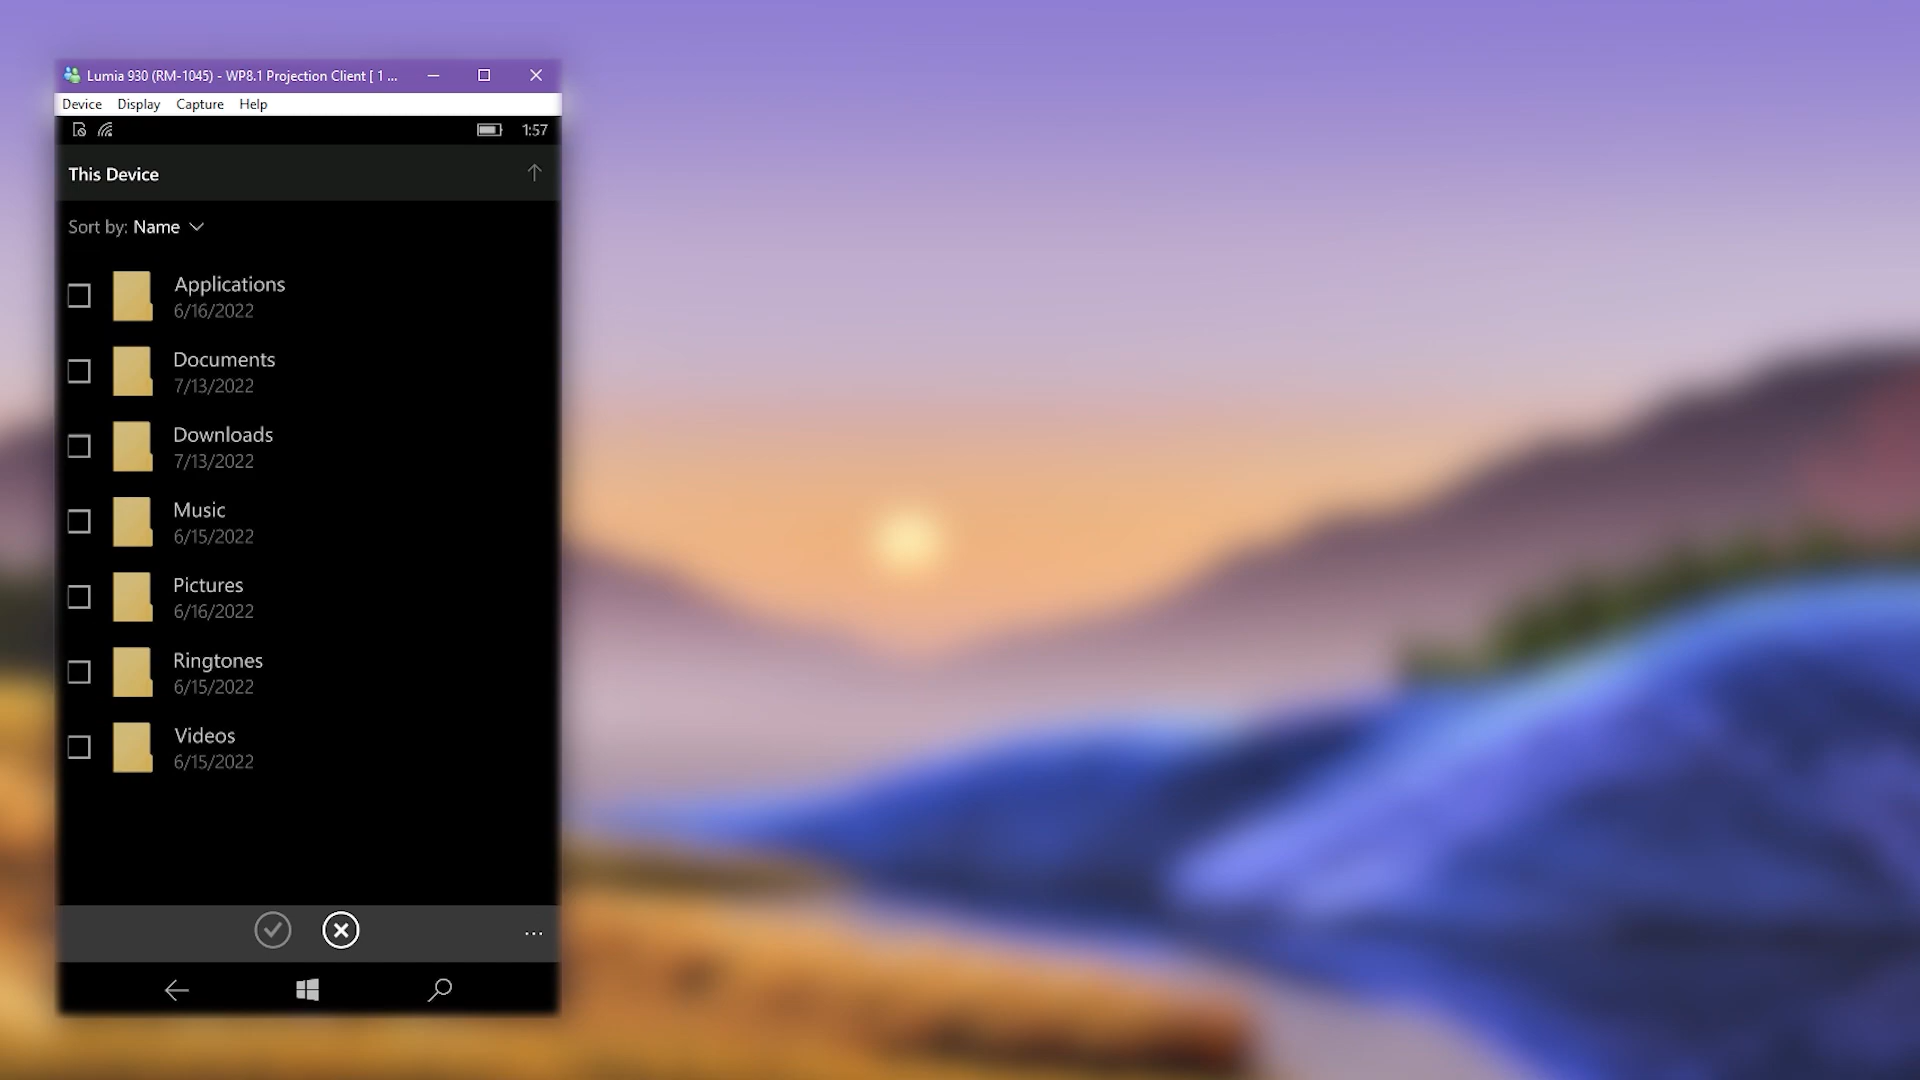 Lumia 930 (RM-1045) - WP8.1 Projection Client [ 1 ...
Device Display Capture Help
1:57
This Device
Sort by: Name
Applications
6/16/2022
Documents
7/13/2022
Downloads
7/13/2022
Music
6/15/2022
Pictures
6/16/2022
Ringtones
6/15/2022
Videos
6/15/2022
...